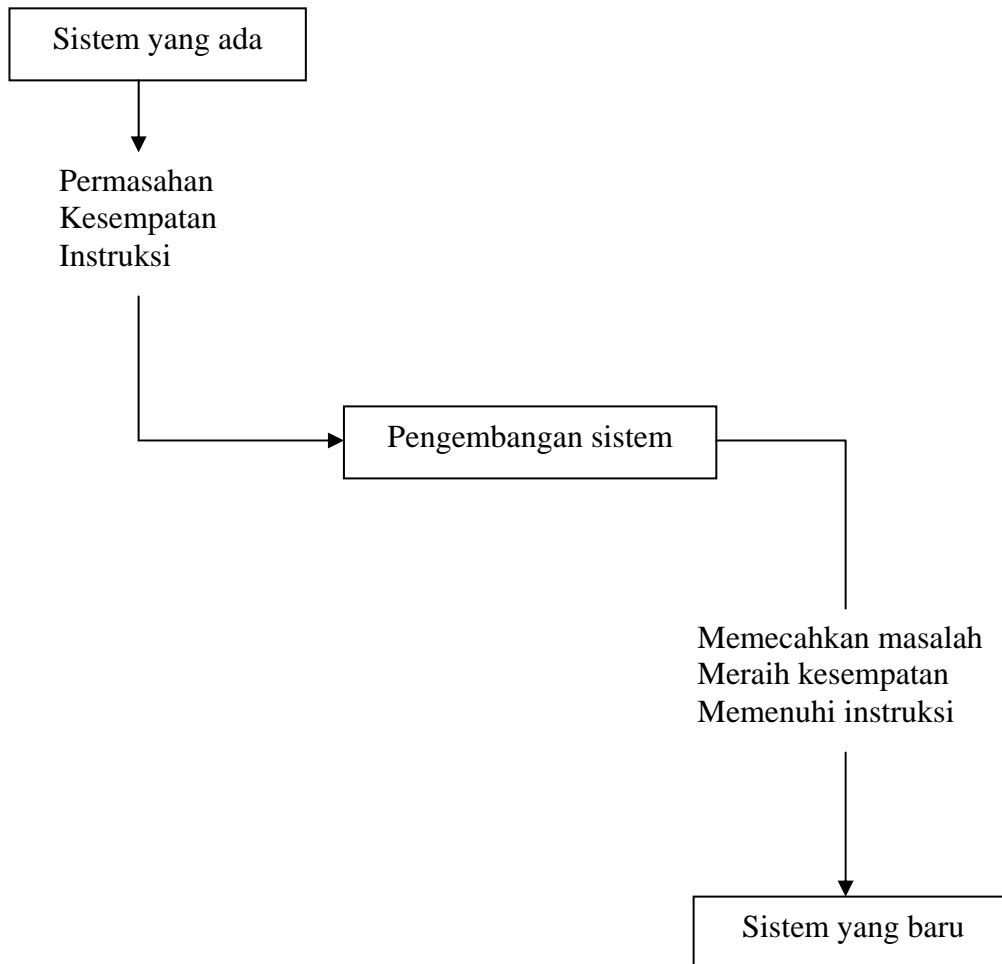 Sistem yang ada
Permasahan
Kesempatan
Instruksi
Pengembangan sistem
Memecahkan masalah
Meraih kesempatan
Memenuhi instruksi
Sistem yang baru